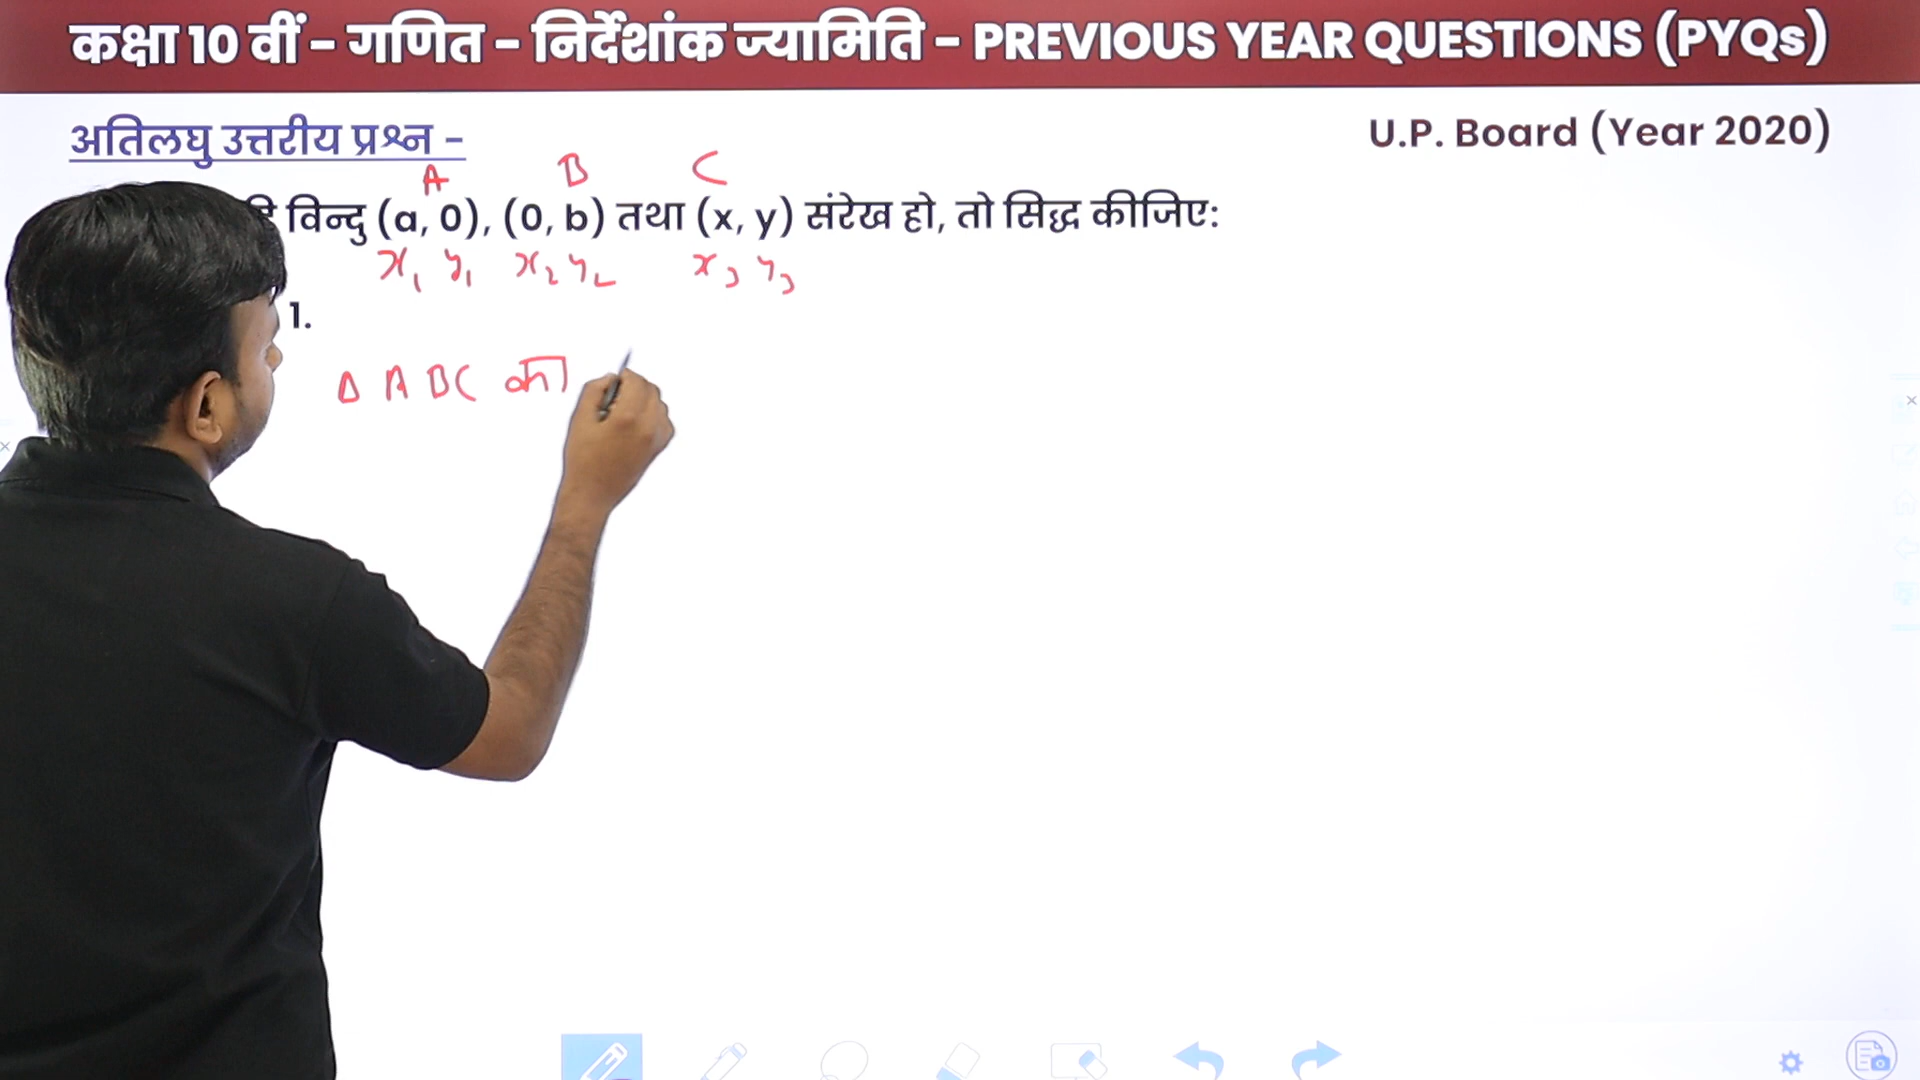 कक्षा 10 वीं – गणित – निर्देशांक ज्यामिति – PREVIOUS YEAR QUESTIONS (PYQs)
अतिलघु उत्तरीय प्रश्न –
U.P. Board (Year 2020)
A B C
विन्दु (a, 0), (0, b) तथा (x, y) संरेख हो, तो सिद्ध कीजिए:
x₁ y₁ x₂ y₂ x₃ y₃
1.
Δ ABC का